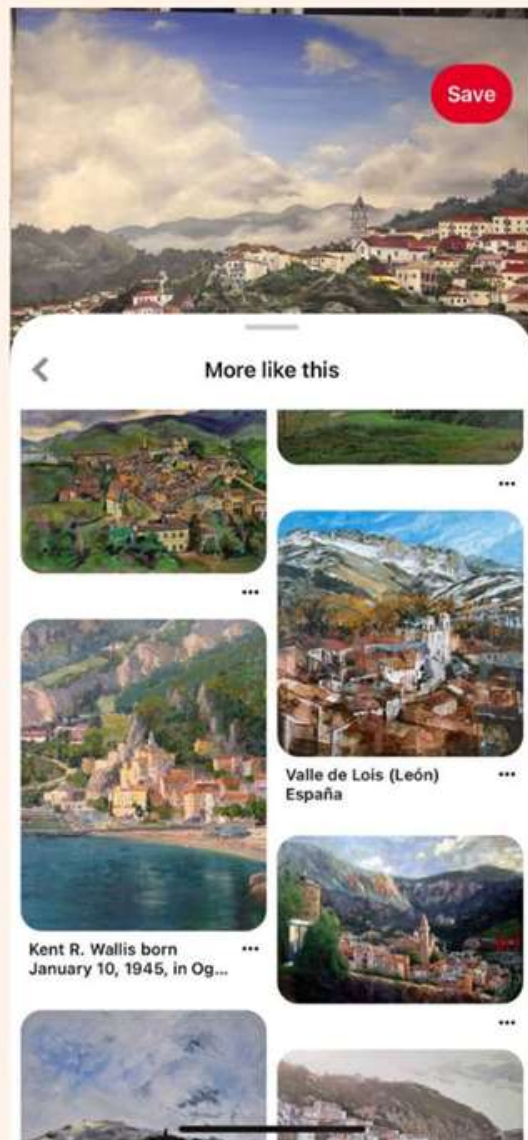 Save
More like this
Valle de Lois (León)
España
Kent R. Wallis born
January 10, 1945, in Og...